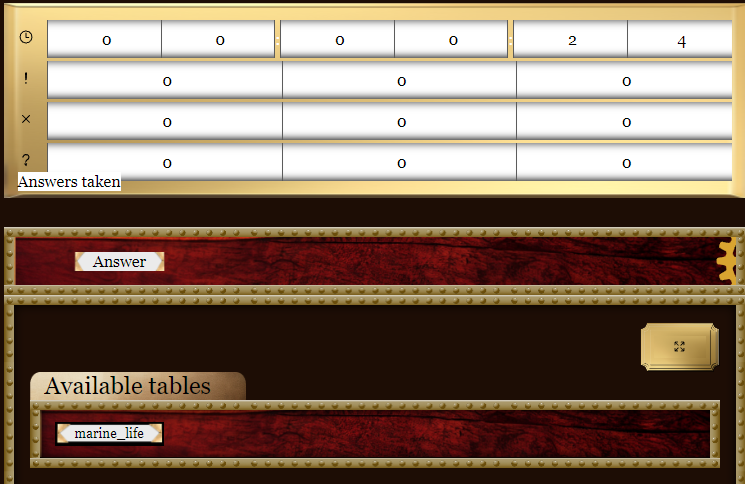 0 0 : 0 0 : 2 4
! 0 0 0
× 0 0 0
? 0 0 0
Answers taken
Answer
Available tables
marine_life